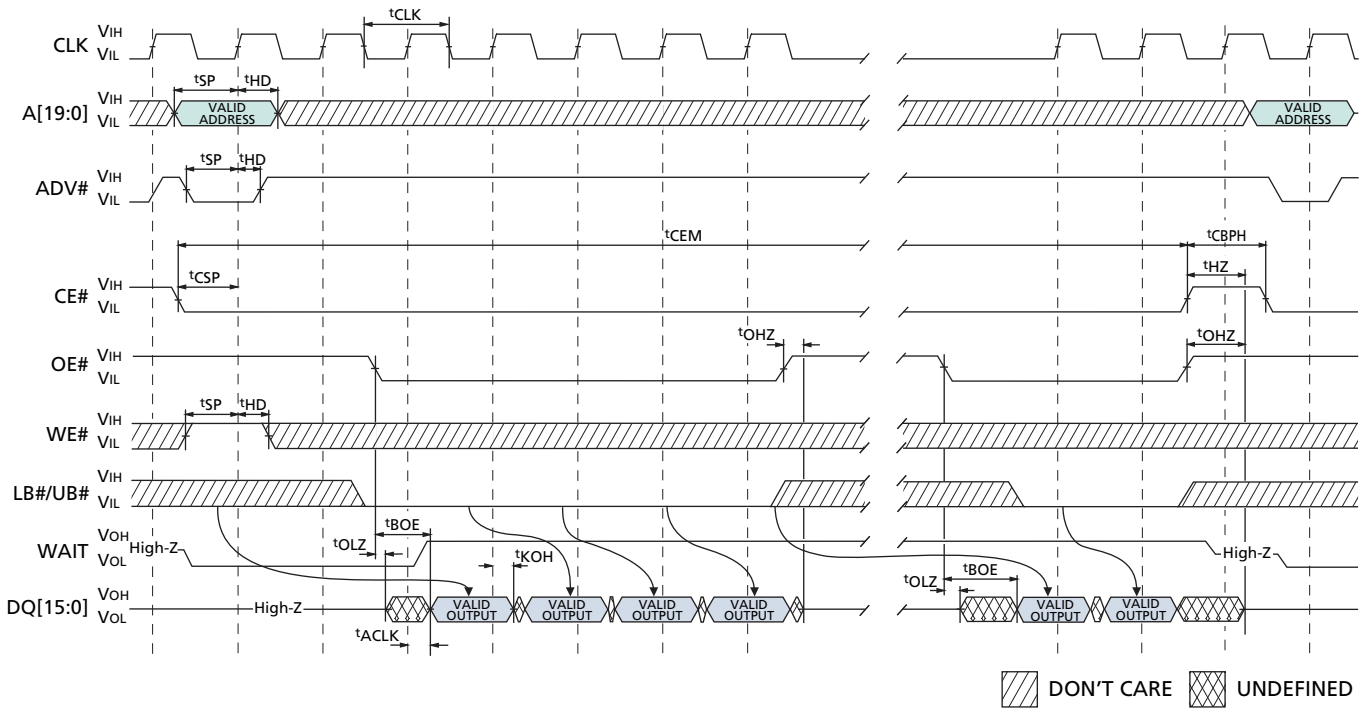 tCLK
CLK VIH
VIL
tSP tHD
A[19:0] VIH
VIL
VALID
ADDRESS
VALID
ADDRESS
tSP tHD
ADV# VIH
VIL
tCEM
tCBPH
tCSP
tHZ
CE# VIH
VIL
tOHZ
tOHZ
OE# VIH
VIL
tSP tHD
WE# VIH
VIL
LB#/UB# VIH
VIL
tBOE
tOLZ
tKOH
WAIT VOH
VOL
High-Z
High-Z
tOLZ
tBOE
DQ[15:0] VOH
VOL
High-Z
VALID
OUTPUT
VALID
OUTPUT
VALID
OUTPUT
VALID
OUTPUT
VALID
OUTPUT
VALID
OUTPUT
tACLK
DON'T CARE
UNDEFINED